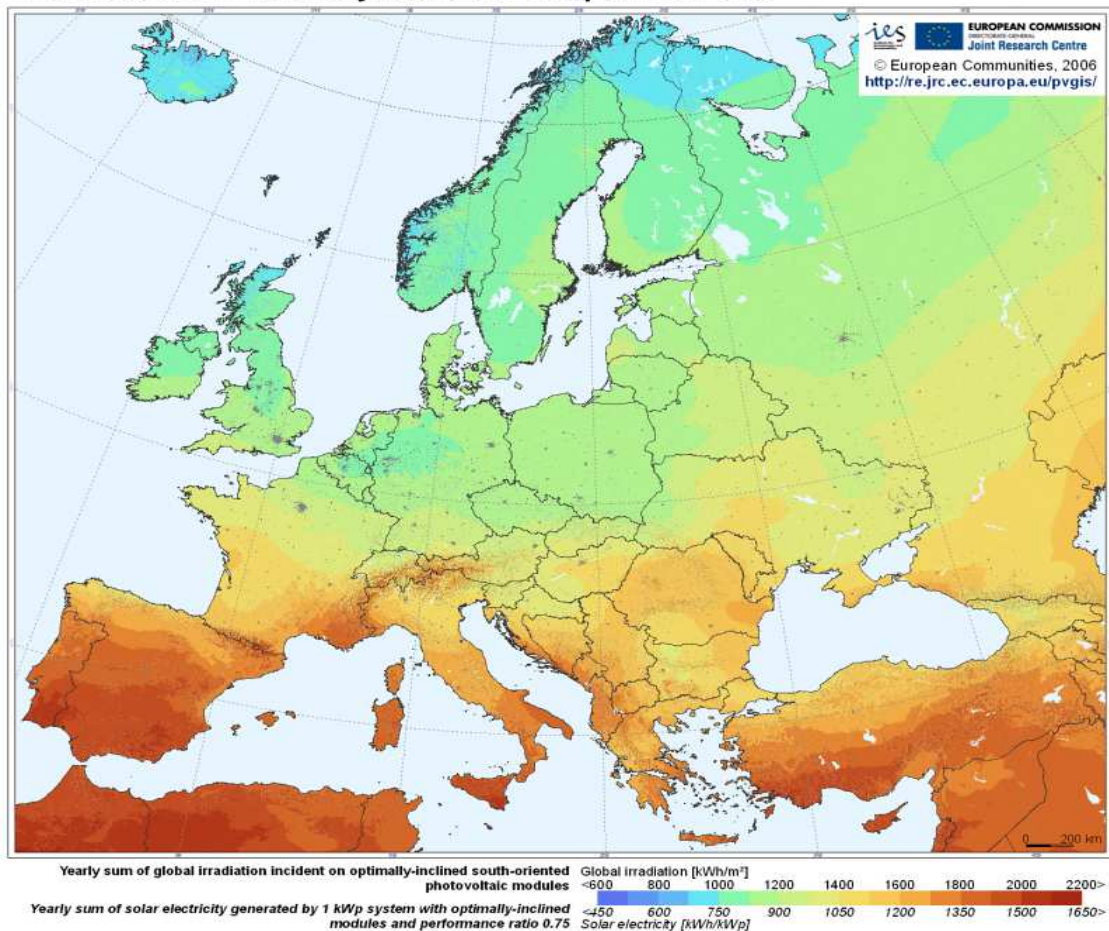 ies
EUROPEAN COMMISSION
DIRECTORATE-GENERAL
Joint Research Centre
© European Communities, 2006
http://re.jrc.ec.europa.eu/pvgis/
0 200 km
Yearly sum of global irradiation incident on optimally-inclined south-oriented
photovoltaic modules
Global irradiation [kWh/m²]
<600 800 1000 1200 1400 1600 1800 2000 2200>
Yearly sum of solar electricity generated by 1 kWp system with optimally-inclined
modules and performance ratio 0.75
<450 600 750 900 1050 1200 1350 1500 1650>
Solar electricity [kWh/kWp]